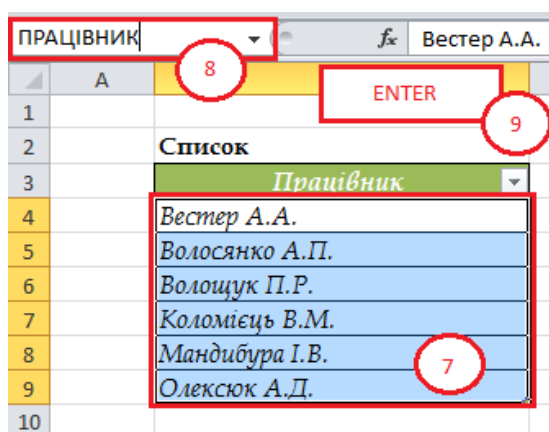 ПРАЦІВНИК fx Вестер А.А.
8 ENTER 9
A
1
2 Список
3 Працівник
4 Вестер А.А.
5 Волосянко А.П.
6 Волощук П.Р.
7 Коломієць В.М.
8 Мандибура І.В. 7
9 Олексюк А.Д.
10